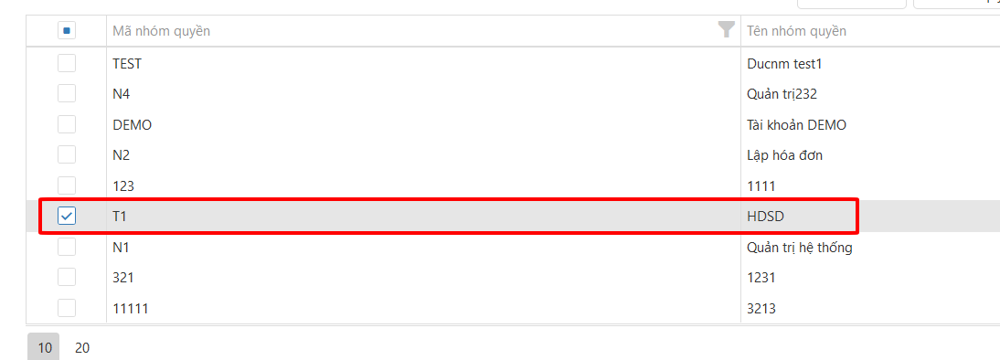 Mã nhóm quyền Tên nhóm quyền
TEST Ducnm test1
N4 Quản trị232
DEMO Tài khoản DEMO
N2 Lập hóa đơn
123 1111
T1 HDSD
N1 Quản trị hệ thống
321 1231
11111 3213
10 20